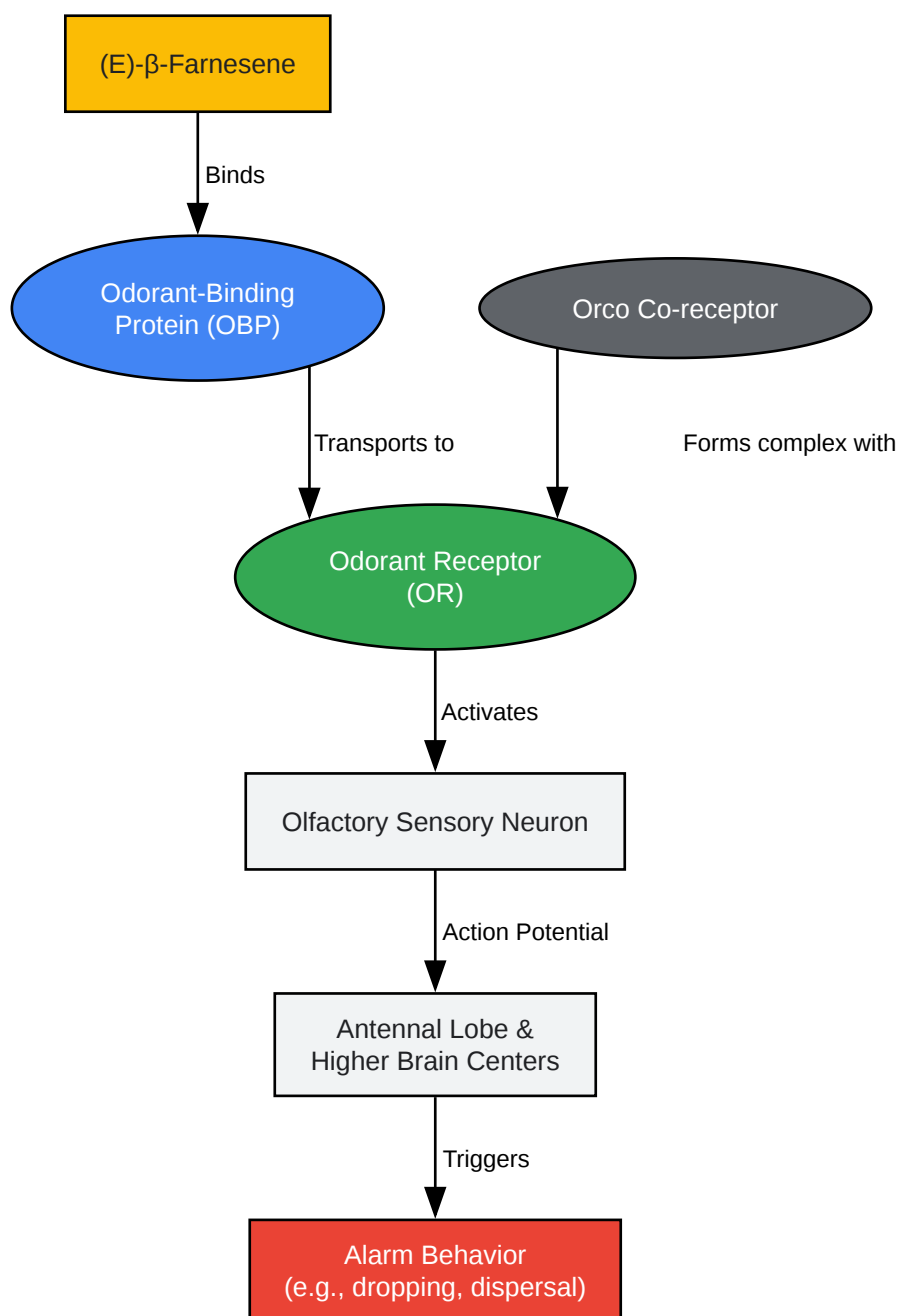 (E)-β-Farnesene
Binds
Odorant-Binding
Protein (OBP)
Orco Co-receptor
Transports to
Forms complex with
Odorant Receptor
(OR)
Activates
Olfactory Sensory Neuron
Action Potential
Antennal Lobe &
Higher Brain Centers
Triggers
Alarm Behavior
(e.g., dropping, dispersal)